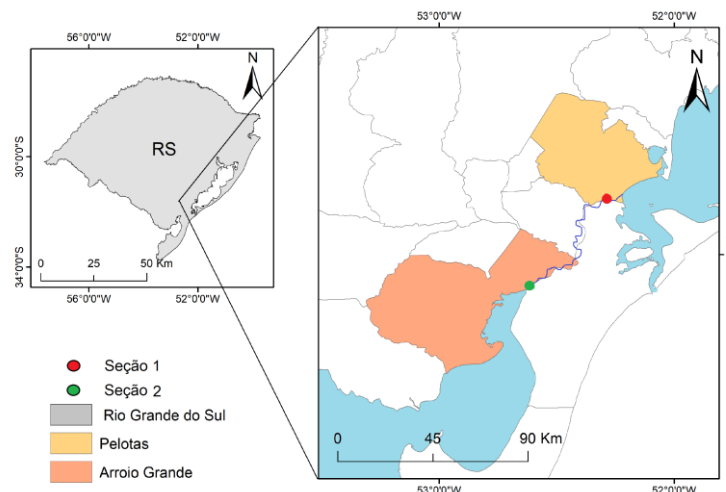 53°0'0"W 52°0'0"W
56°0'0"W 52°0'0"W
N
N
RS
30°0'0"S
34°0'0"S
0 25 50 Km
56°0'0"W 52°0'0"W
Seção 1
Seção 2
Rio Grande do Sul
Pelotas
Arroio Grande
0 45 90 Km
53°0'0"W 52°0'0"W